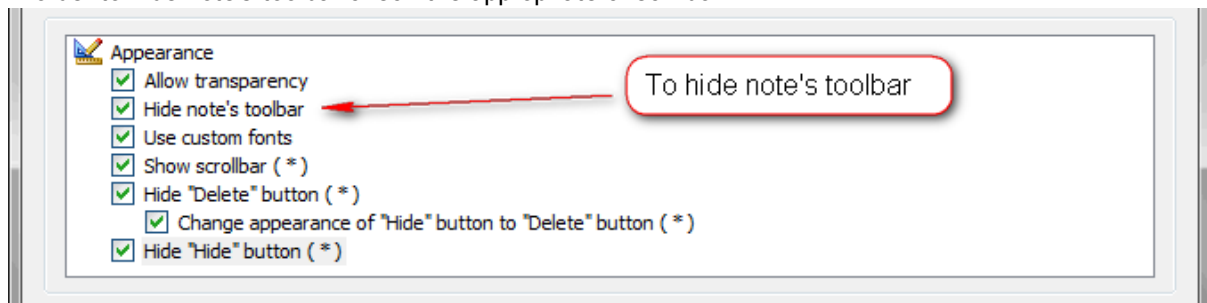 Appearance
Allow transparency
Hide note's toolbar
To hide note's toolbar
Use custom fonts
Show scrollbar ( * )
Hide "Delete" button ( * )
Change appearance of "Hide" button to "Delete" button ( * )
Hide "Hide" button ( * )